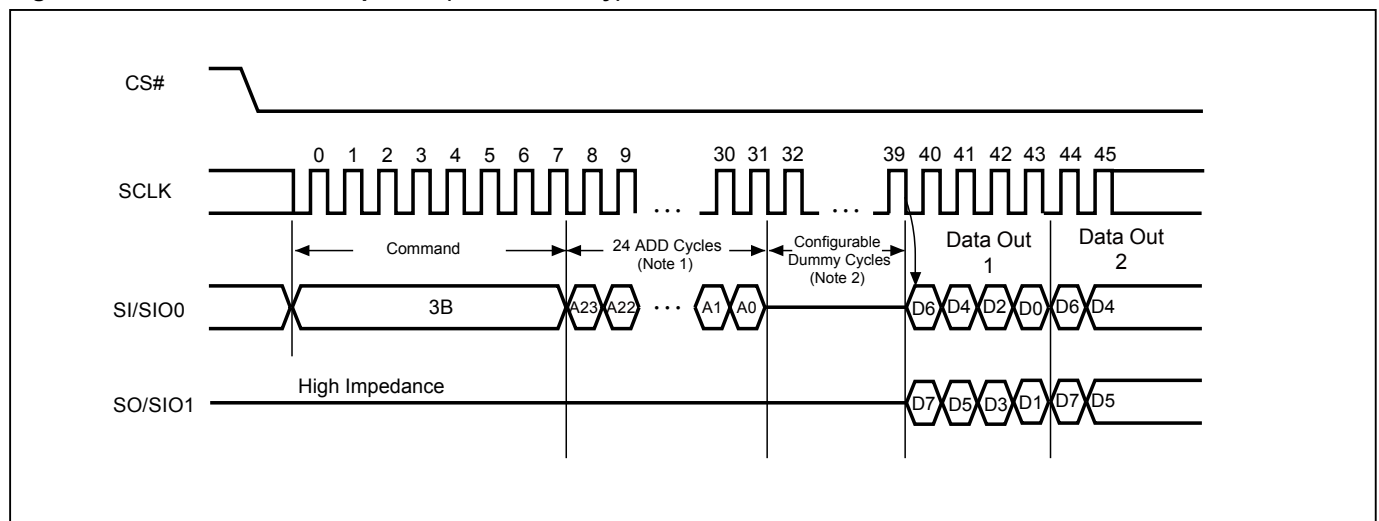 CS#
0 1 2 3 4 5 6 7 8 9 30 31 32 39 40 41 42 43 44 45
SCLK
... ...
Command
24 ADD Cycles
(Note 1)
Configurable
Dummy Cycles
(Note 2)
Data Out
1
Data Out
2
SI/SIO0
3B
A23 A22 ... A1 A0
D6 D4 D2 D0 D6 D4
High Impedance
SO/SIO1
D7 D5 D3 D1 D7 D5